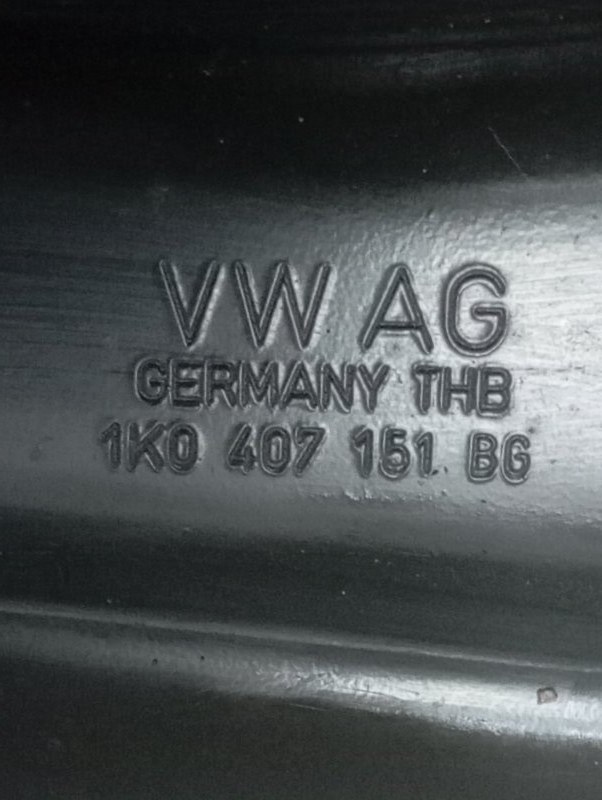 VW AG
GERMANY THB
1K0 407 151 BG